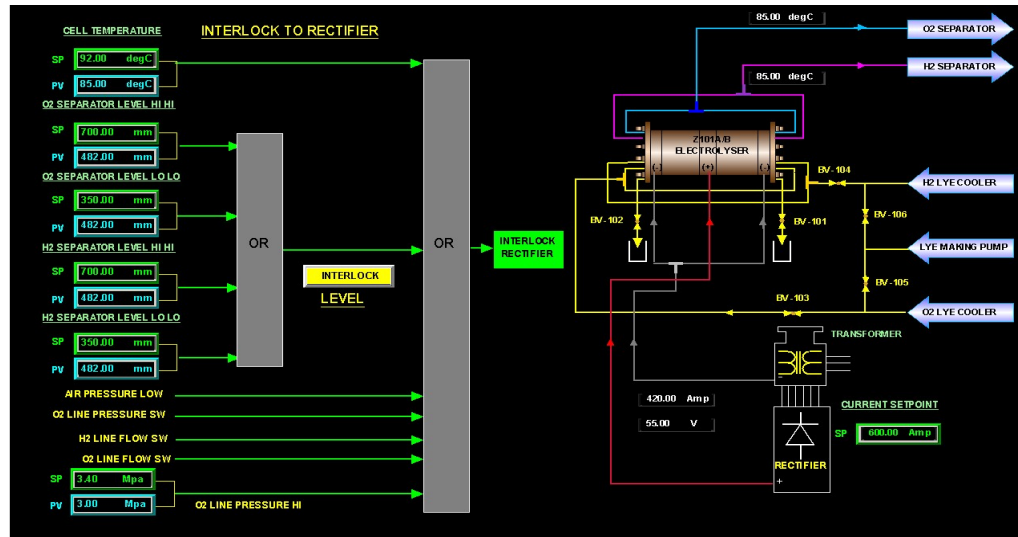 CELL TEMPERATURE
INTERLOCK TO RECTIFIER
SP 92.00 degC
PV 85.00 degC
O2 SEPARATOR LEVEL HI HI
SP 700.00 mm
PV 482.00 mm
O2 SEPARATOR LEVEL LO LO
SP 350.00 mm
PV 482.00 mm
H2 SEPARATOR LEVEL HI HI
SP 700.00 mm
PV 482.00 mm
H2 SEPARATOR LEVEL LO LO
SP 350.00 mm
PV 482.00 mm
AIR PRESSURE LOW
O2 LINE PRESSURE SW
H2 LINE FLOW SW
O2 LINE FLOW SW
SP 3.40 Mpa
PV 3.00 Mpa
O2 LINE PRESSURE HI
OR
INTERLOCK
LEVEL
OR
INTERLOCK
RECTIFIER
85.00 degC
O2 SEPARATOR
H2 SEPARATOR
85.00 degC
Z101A/B
ELECTROLYSER
(-) (+) (-)
BV-104
H2 LYE COOLER
BV-102
BV-101
BV-106
LYE MAKING PUMP
BV-105
BV-103
O2 LYE COOLER
TRANSFORMER
-
420.00 Amp
55.00 V
CURRENT SETPOINT
SP 600.00 Amp
RECTIFIER
+